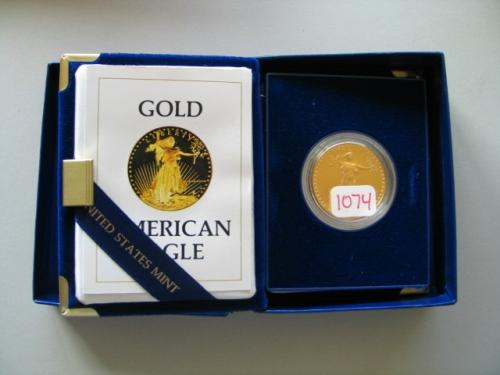 GOLD
MERICAN
GLE
UNITED STATES MINT
1074